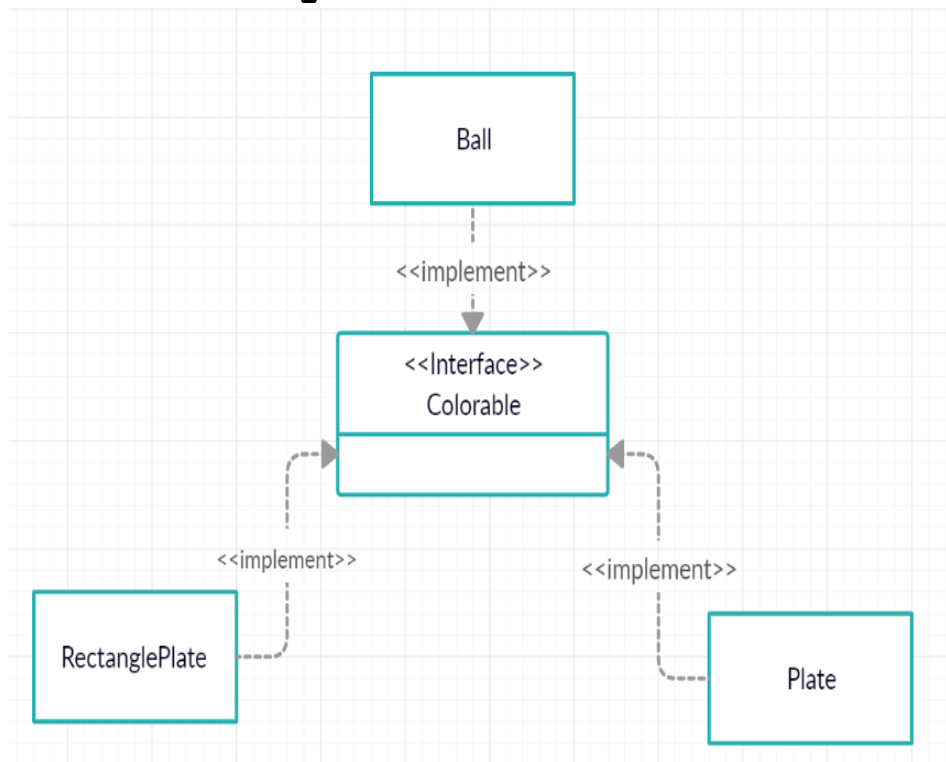 Ball
<<implement>>
<<Interface>>
Colorable
<<implement>>
<<implement>>
RectanglePlate
Plate